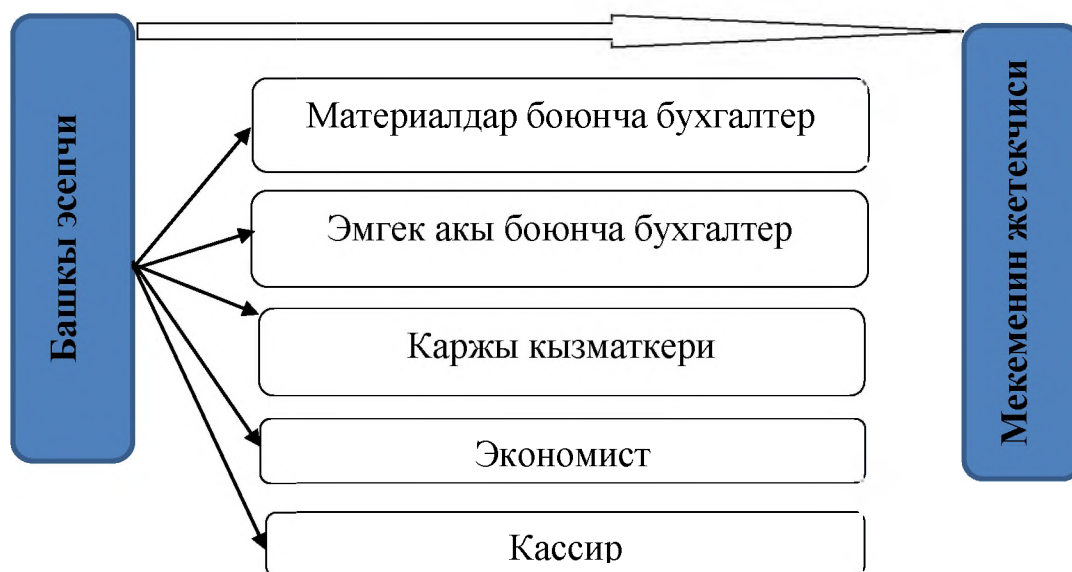 Башкы эсепчи
Материалдар боюнча бухгалтер
Эмгек акы боюнча бухгалтер
Каржы кызматкери
Экономист
Кассир
Мекеменин жетекчиси